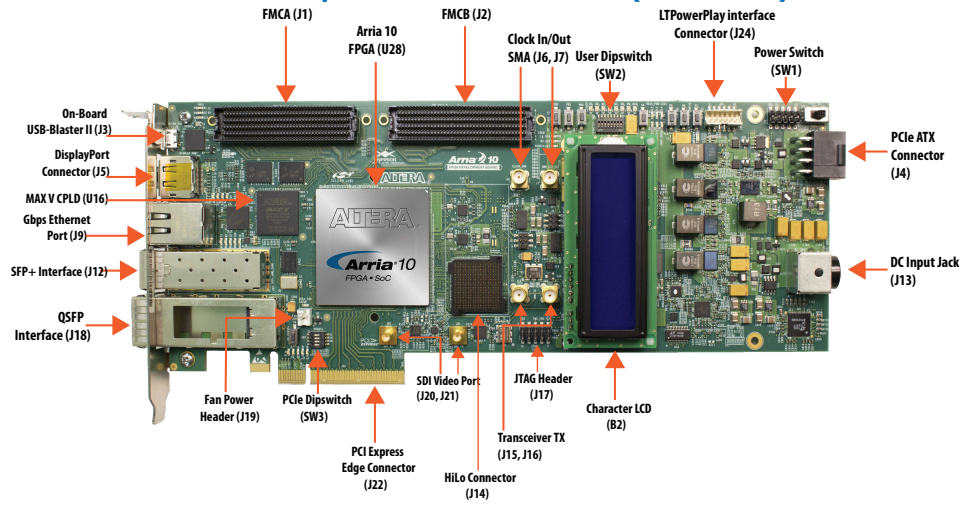 FMCA (J1)
FMCB (J2)
Arria 10
FPGA (U28)
Clock In/Out
SMA (J6, J7)
User Dipswitch
(SW2)
LTPowerPlay interface
Connector (J24)
Power Switch
(SW1)
On-Board
USB-Blaster II (J3)
DisplayPort
Connector (J5)
MAX V CPLD (U16)
Gbps Ethernet
Port (J9)
SFP+ Interface (J12)
QSFP
Interface (J18)
PCIe ATX
Connector
(J4)
DC Input Jack
(J13)
Arria 10
ALTERA
ALTERA
Arria 10
FPGA • SoC
Fan Power
Header (J19)
PCIe Dipswitch
(SW3)
PCI Express
Edge Connector
(J22)
SDI Video Port
(J20, J21)
HiLo Connector
(J14)
Transceiver TX
(J15, J16)
JTAG Header
(J17)
Character LCD
(B2)